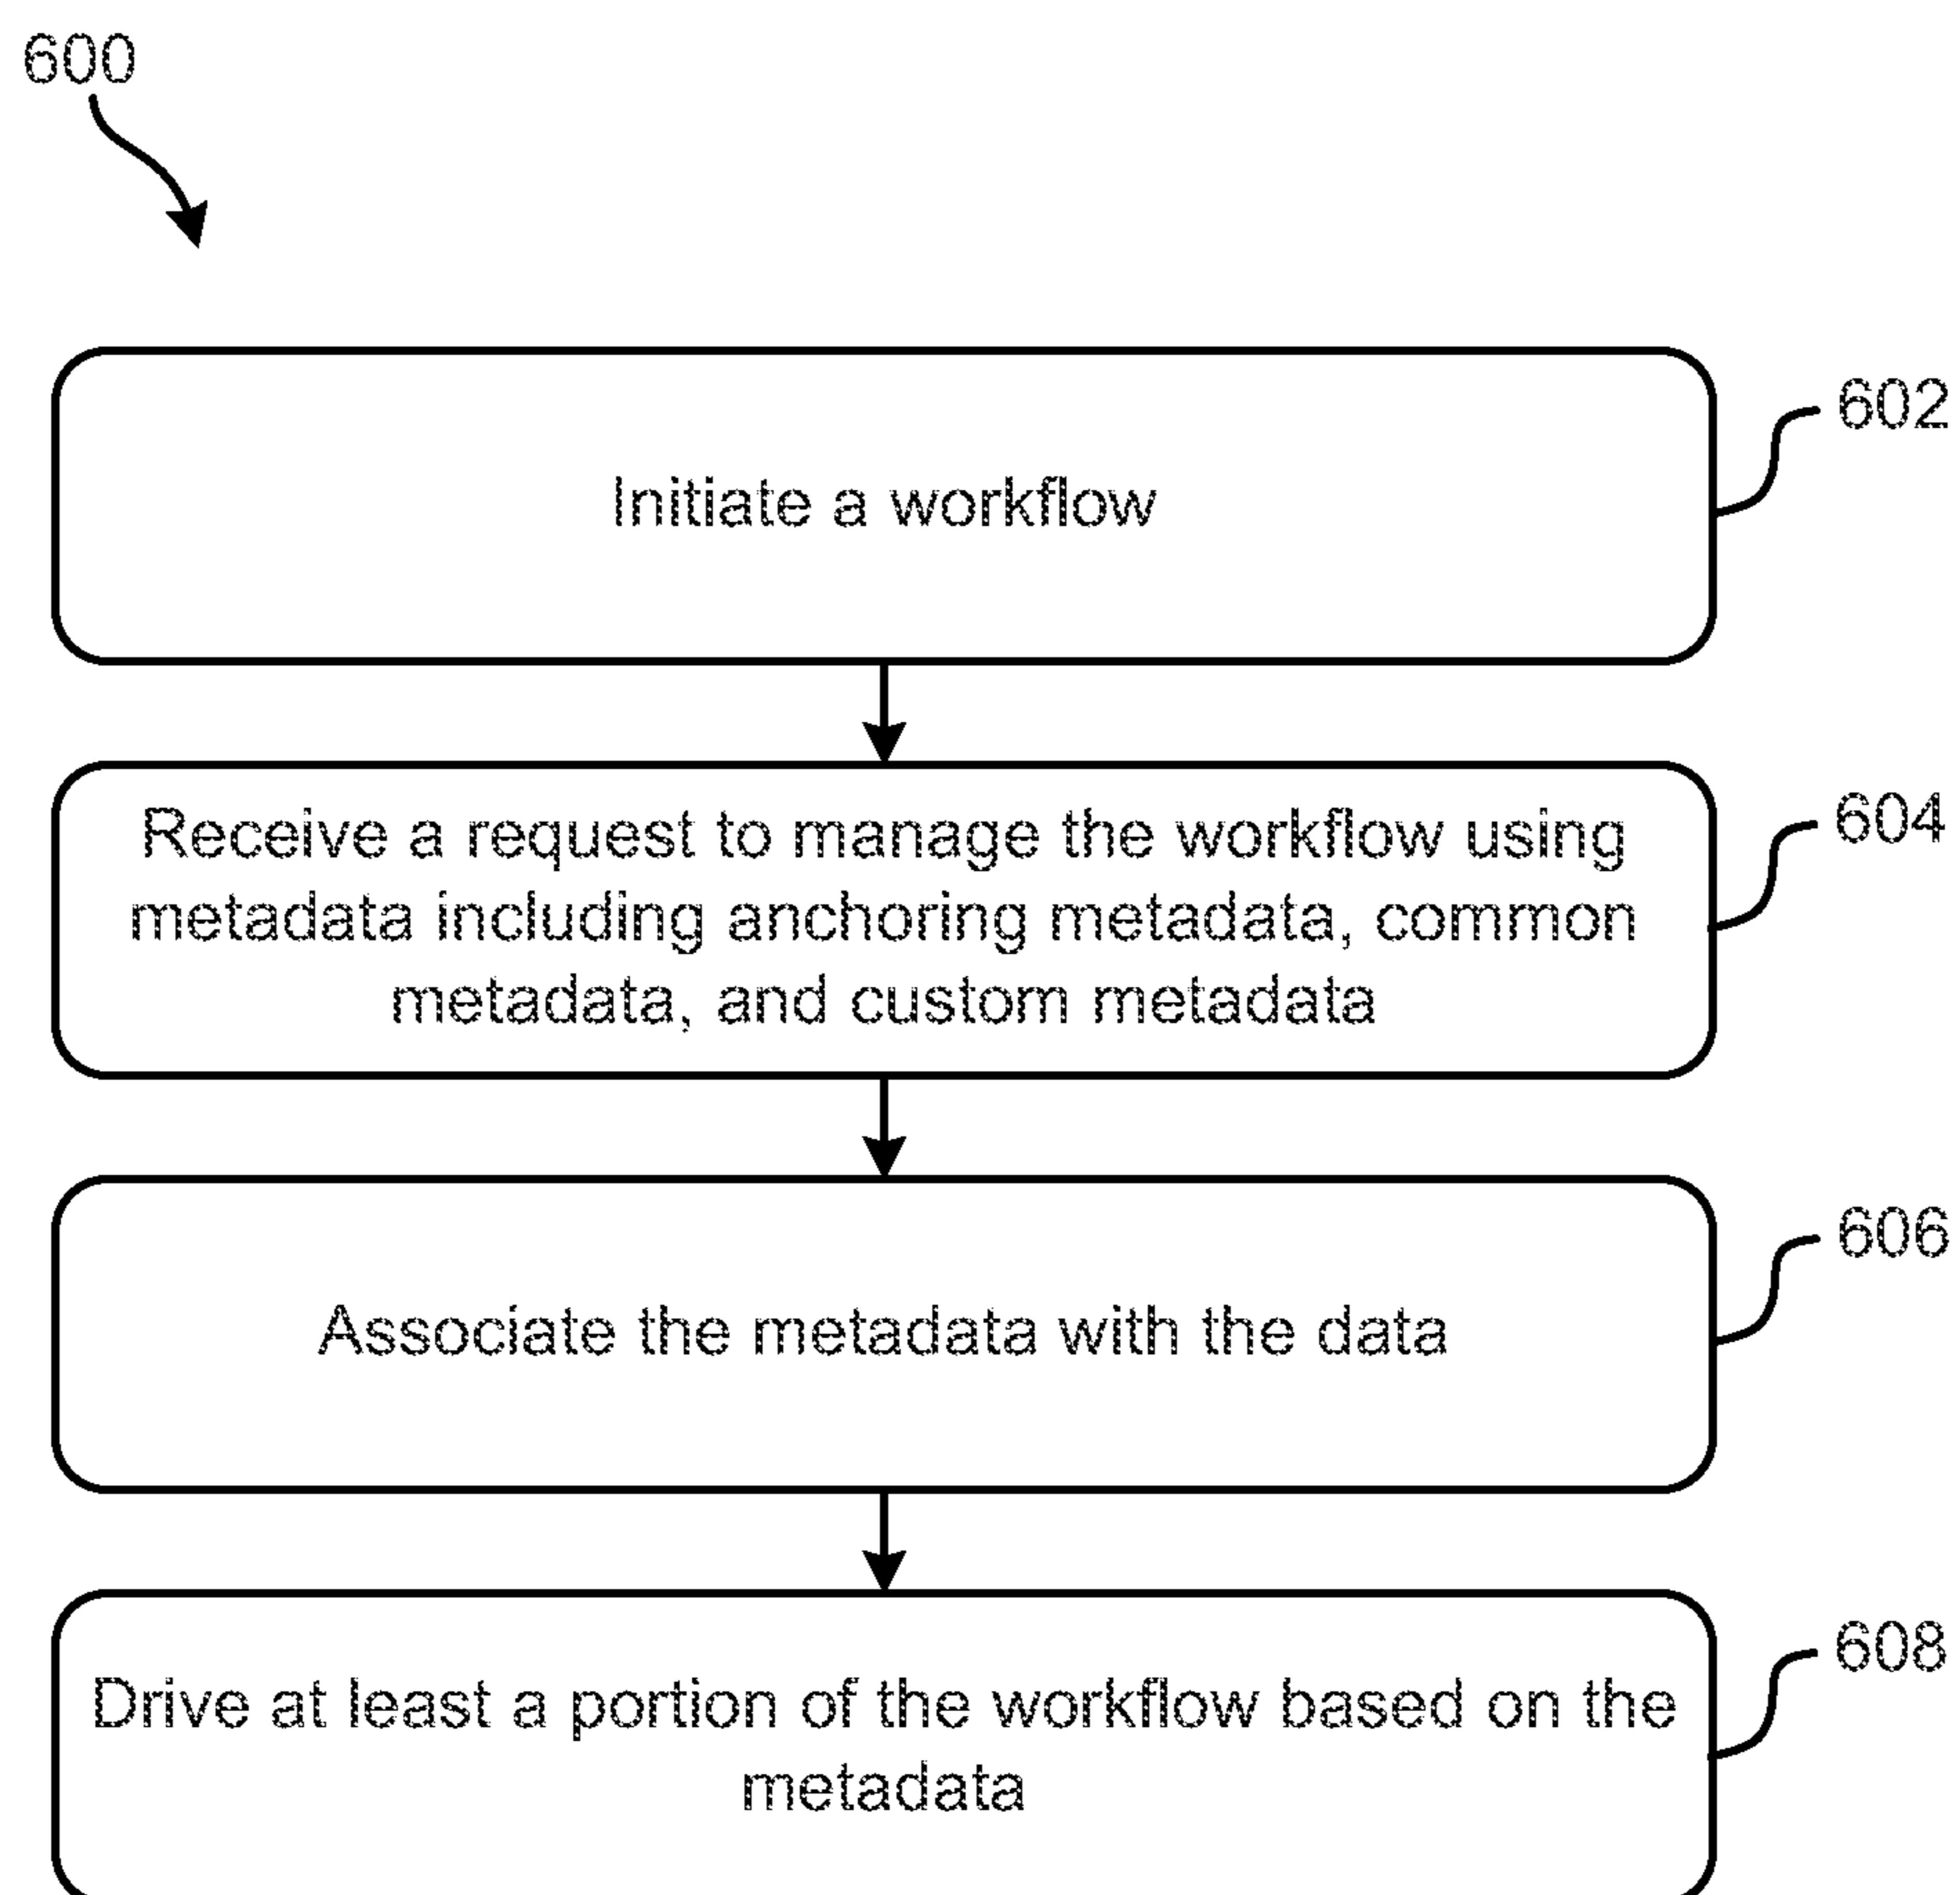 600
602
Initiate a workflow
604
Receive a request to manage the workflow using
metadata including anchoring metadata, common
metadata, and custom metadata
606
Associate the metadata with the data
608
Drive at least a portion of the workflow based on the
metadata